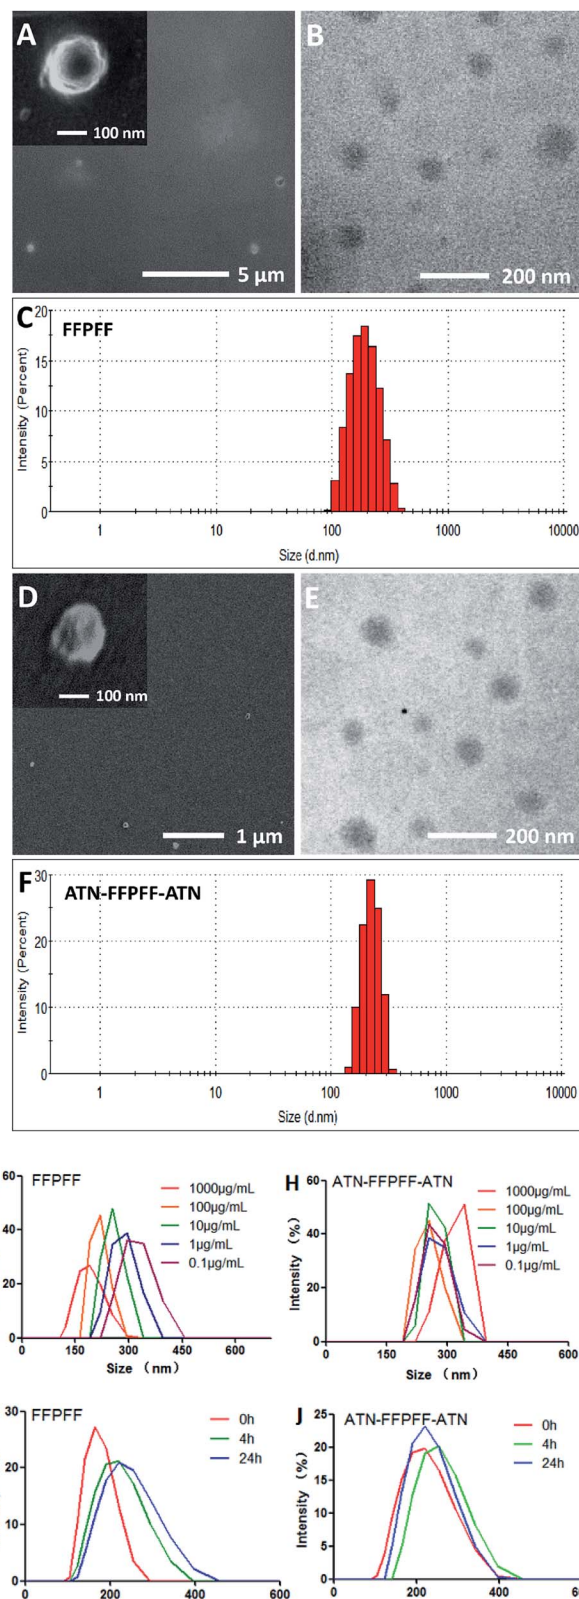 A
100 nm
5 µm
B
200 nm
C
FFPFF
Intensity (Percent)
20
15
10
5
0
1 10 100 1000 10000
Size (d.nm)
D
100 nm
1 µm
E
200 nm
F
ATN-FFPFF-ATN
Intensity (Percent)
30
20
10
0
1 10 100 1000 10000
Size (d.nm)
FFPFF
1000µg/mL
100µg/mL
10µg/mL
1µg/mL
0.1µg/mL
60
40
20
0
0 150 300 450 600
Size (nm)
H
ATN-FFPFF-ATN
1000µg/mL
100µg/mL
10µg/mL
1µg/mL
0.1µg/mL
Intensity (%)
60
40
20
0
0 150 300 450 600
Size (nm)
FFPFF
0h
4h
24h
30
20
10
0
0 200 400 600
J
ATN-FFPFF-ATN
0h
4h
24h
Intensity (%)
25
20
15
10
5
0
0 200 400 600